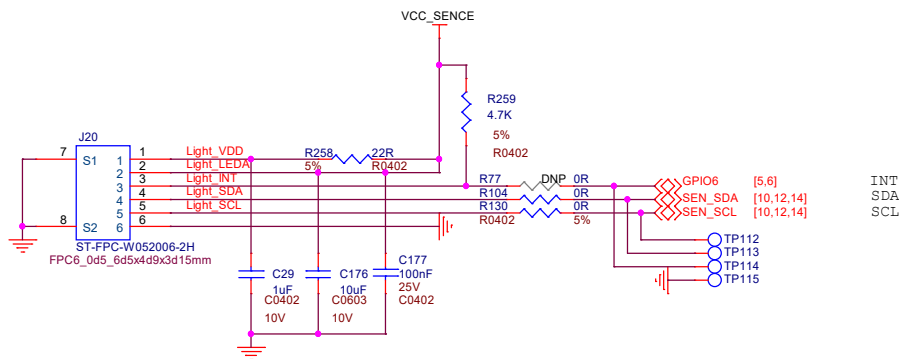 VCC_SENCE
R259
4.7K
5%
R0402
J20
7
S1
1
1
Light_VDD
R258
22R
5%
R0402
2
2
Light_LEDA
3
3
Light_INT
R77
DNP
0R
GPIO6
[5,6]
INT
4
4
Light_SDA
R104
0R
SEN_SDA
[10,12,14]
SDA
5
5
Light_SCL
R130
0R
SEN_SCL
[10,12,14]
SCL
R0402
5%
8
S2
6
6
ST-FPC-W052006-2H
FPC6_0d5_6d5x4d9x3d15mm
TP112
TP113
TP114
TP115
C29
1uF
C0402
10V
C176
10uF
C0603
10V
C177
100nF
25V
C0402